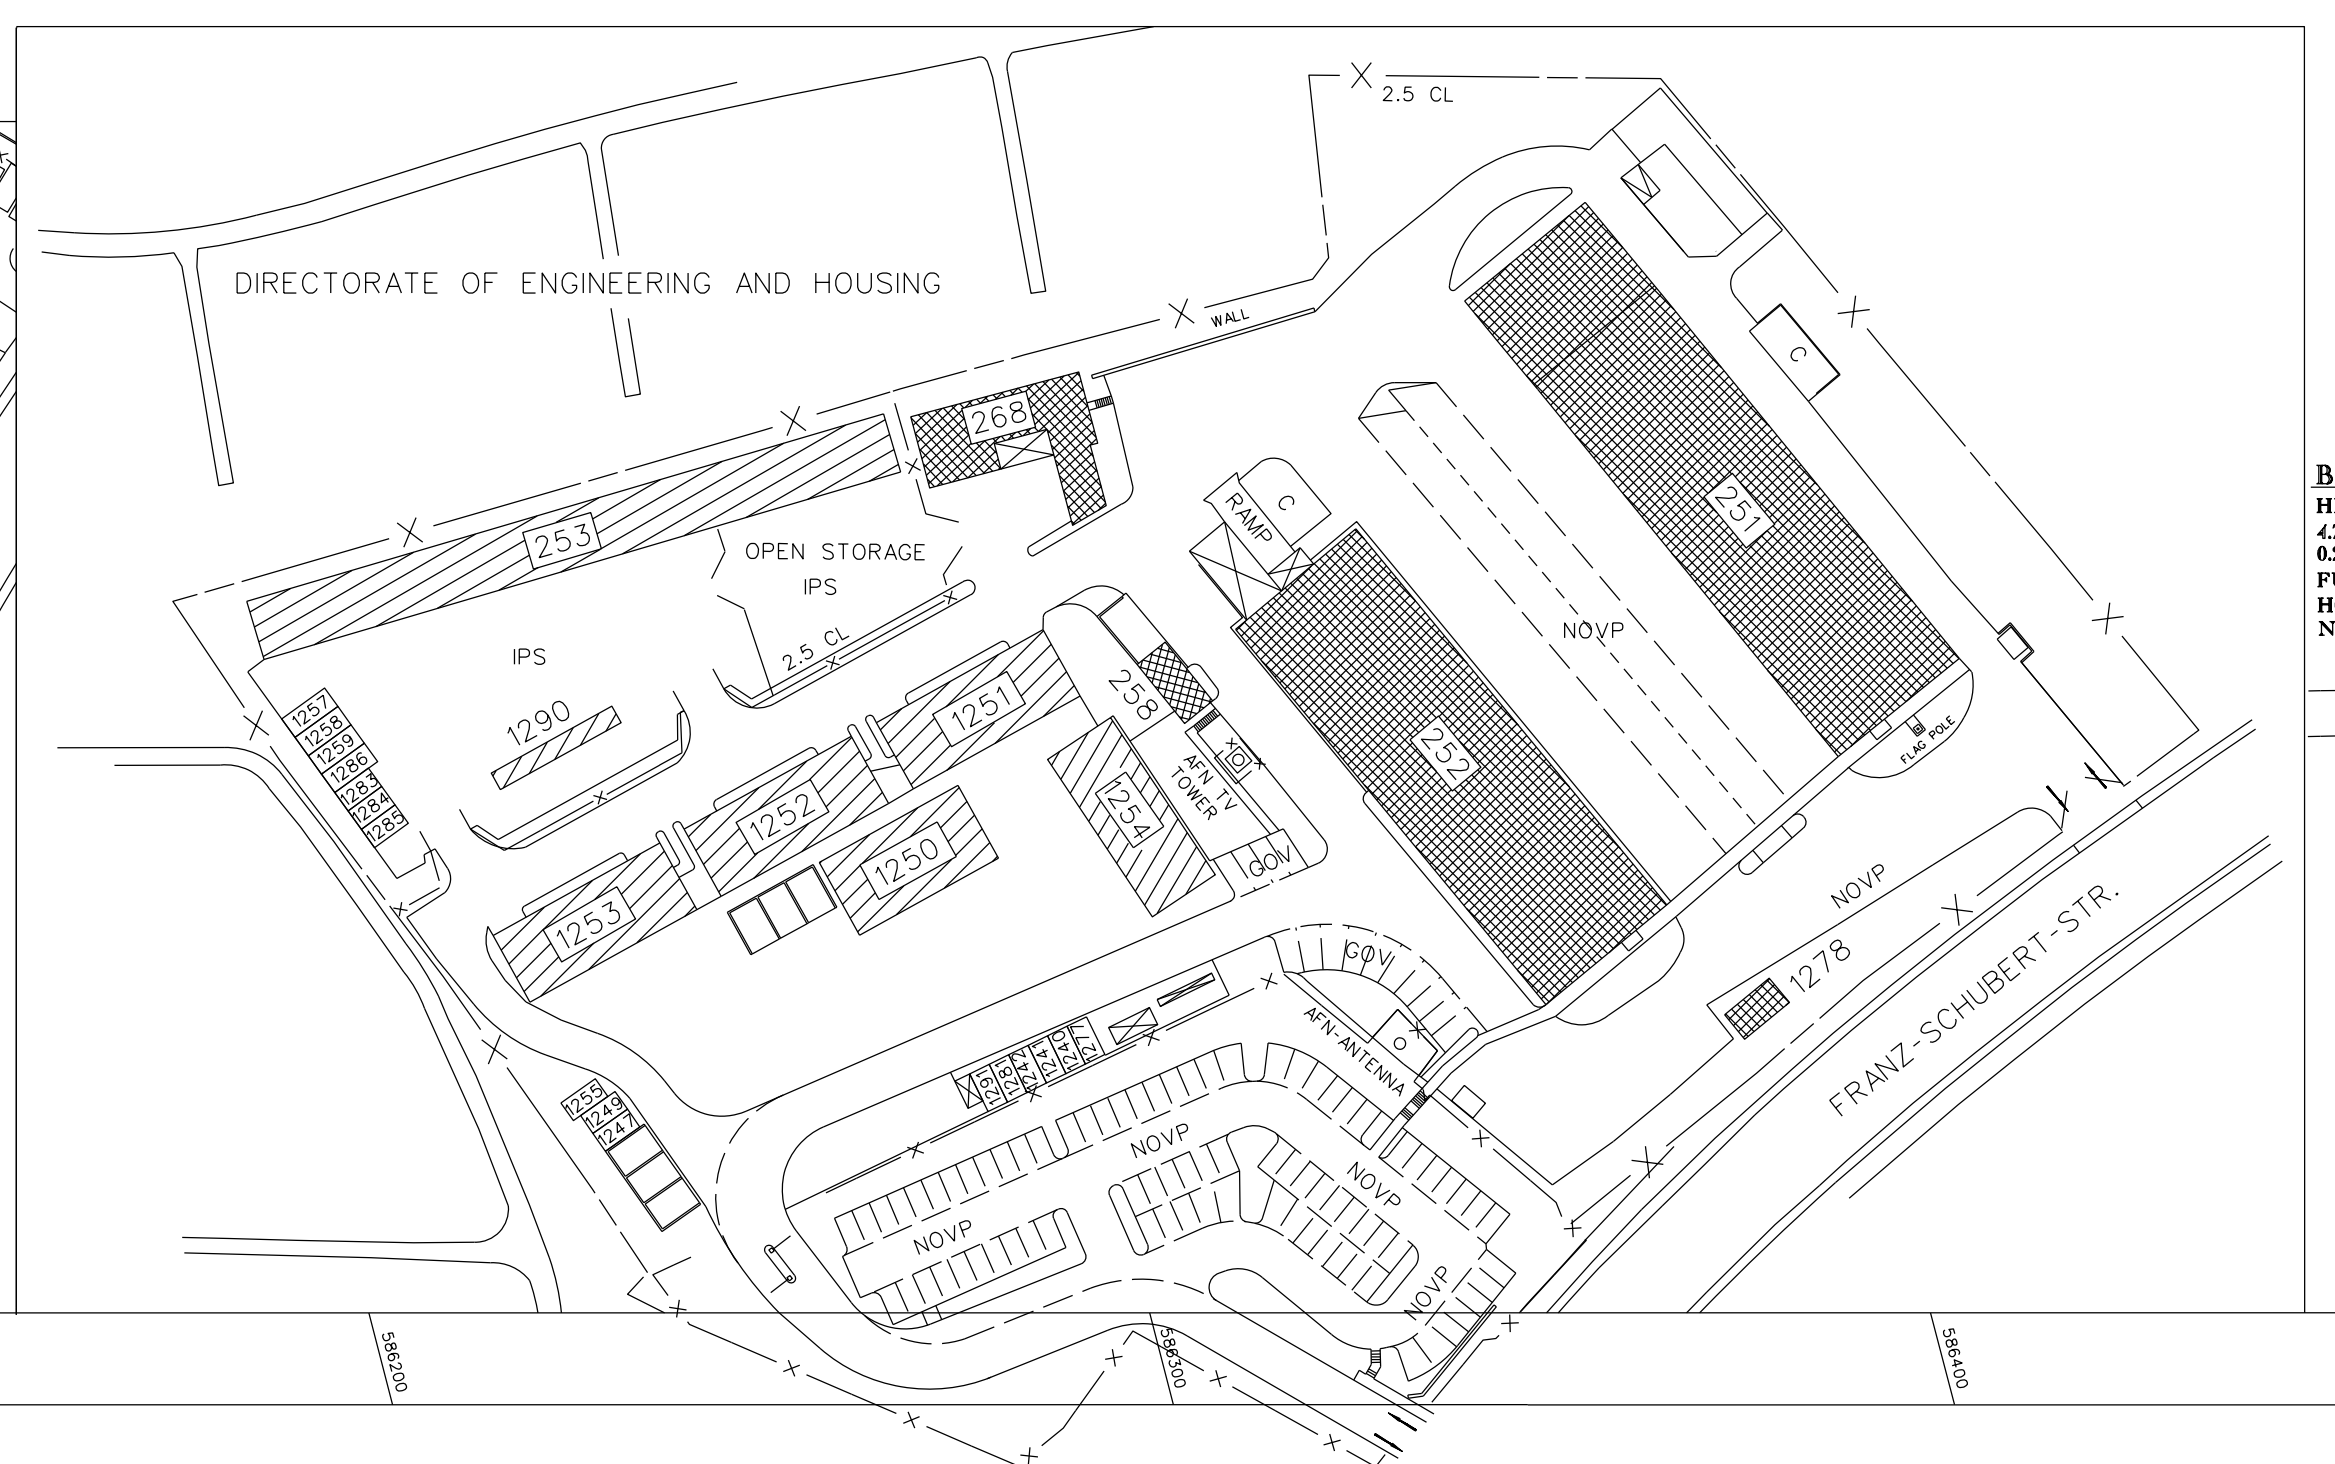 2.5 CL
DIRECTORATE OF ENGINEERING AND HOUSING
WALL
C
268
251
253
RAMP
C
OPEN STORAGE
IPS
2.5 CL
IPS
NOVP
1290
1257
1258
1259
1286
1283
1284
1285
258
1251
252
FLAG POLE
AFN TV
TOWER
1254
1252
1250
GOV
1253
NOVP
GOV
1278
FRANZ-SCHUBERT-STR.
AFN-ANTENNA
1291
1281
1242
1241
1240
1277
1255
1249
1247
NOVP
NOVP
NOVP
NOVP
586200
586300
586400